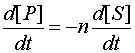 d[P]/dt = -n d[S]/dt